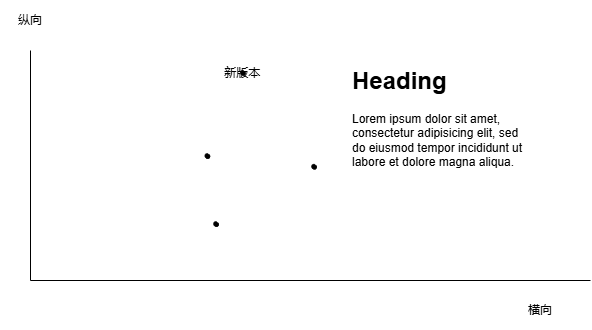 纵向
新版本
Heading
Lorem ipsum dolor sit amet,
consectetur adipisicing elit, sed
do eiusmod tempor incididunt ut
labore et dolore magna aliqua.
横向